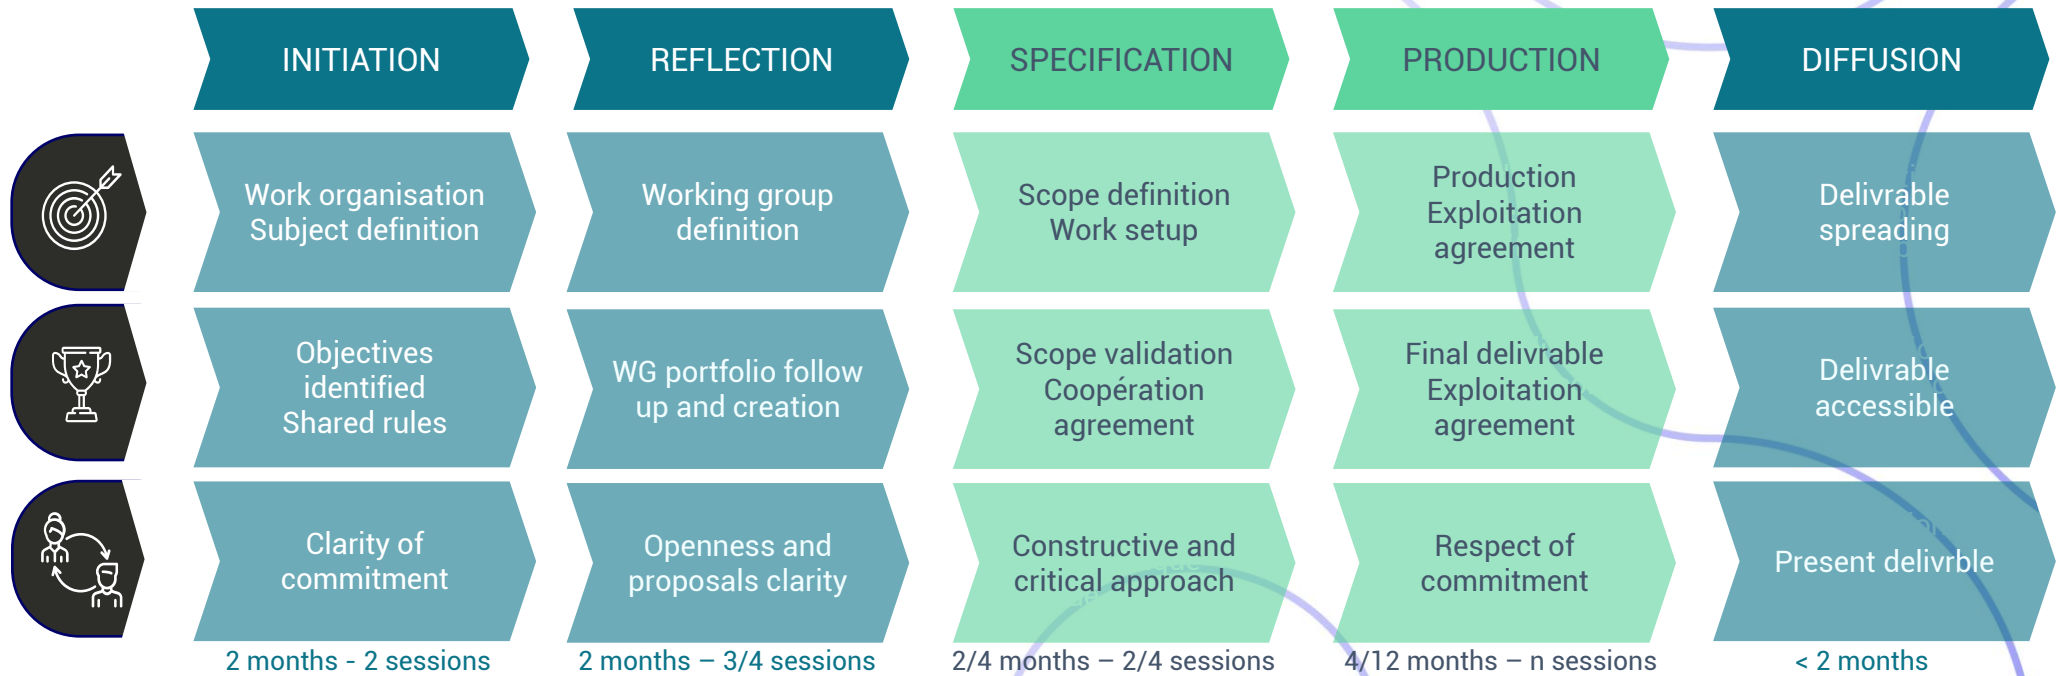 INITIATION
REFLECTION
SPECIFICATION
PRODUCTION
DIFFUSION
Work organisation
Subject definition
Working group
definition
Scope definition
Work setup
Production
Exploitation
agreement
Delivrable
spreading
Objectives
identified
Shared rules
WG portfolio follow
up and creation
Scope validation
Coopération
agreement
Final delivrable
Exploitation
agreement
Delivrable
accessible
Clarity of
commitment
Openness and
proposals clarity
Constructive and
critical approach
Respect of
commitment
Present delivrble
2 months - 2 sessions
2 months – 3/4 sessions
2/4 months – 2/4 sessions
4/12 months – n sessions
< 2 months